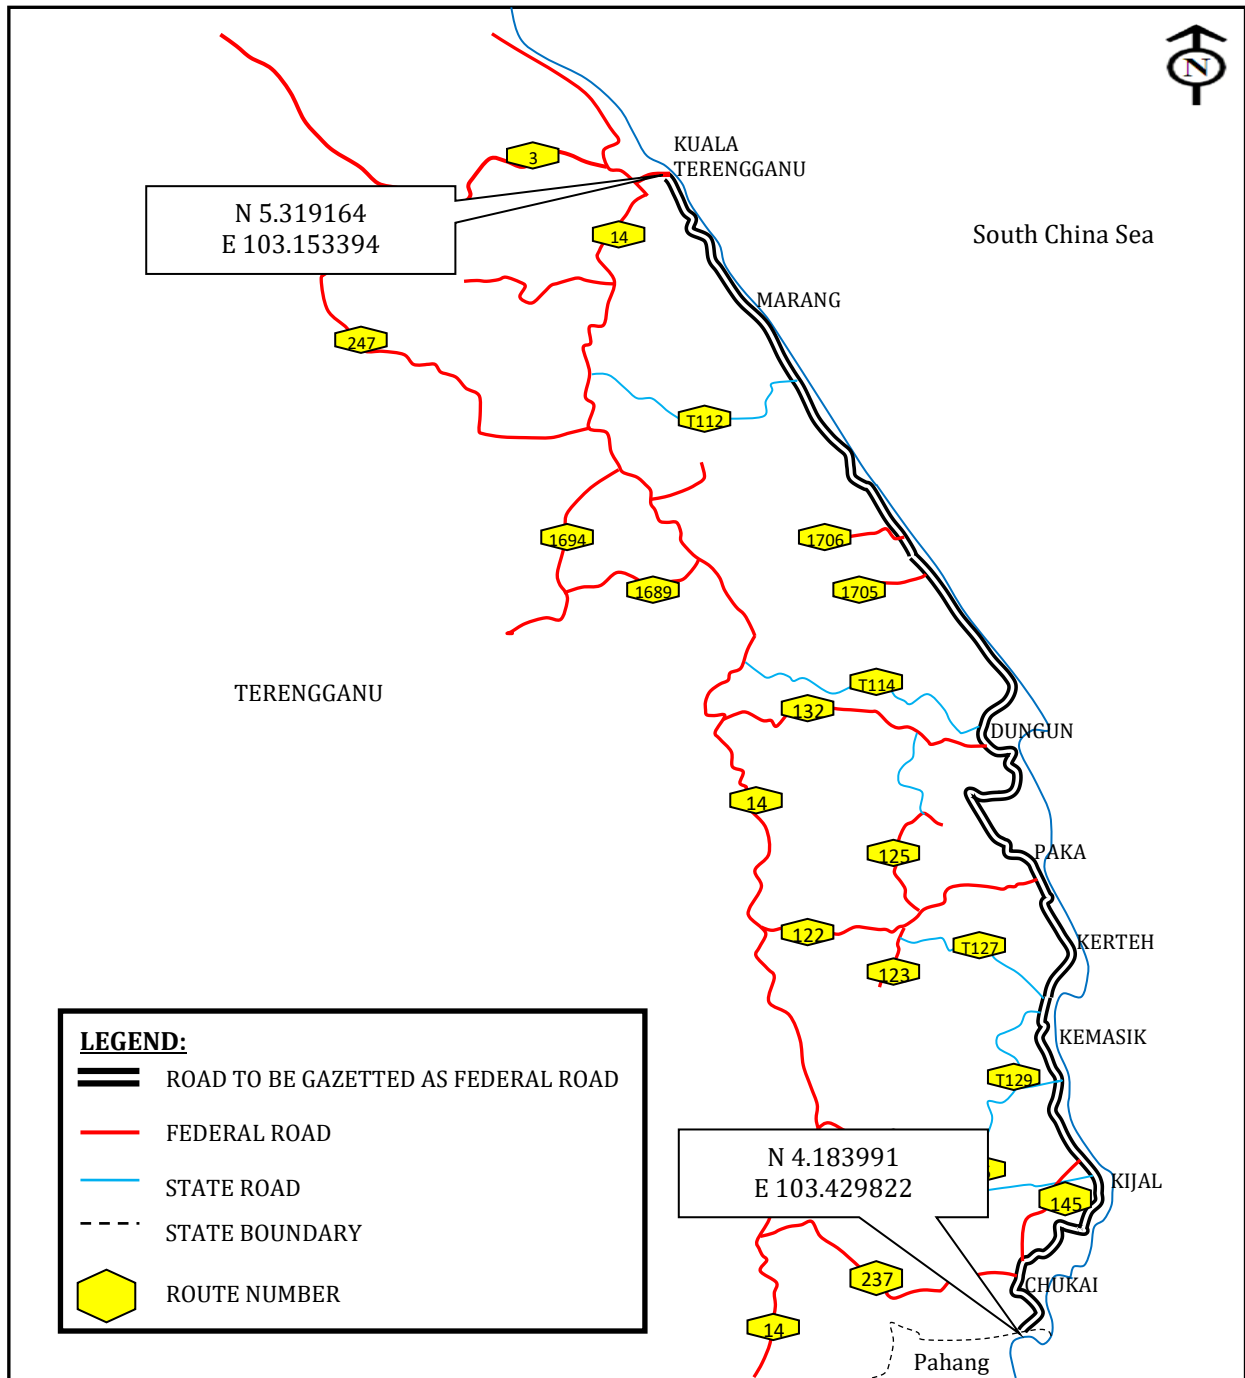 N
KUALA
TERENGGANU
3
N 5.319164
E 103.153394
14
South China Sea
MARANG
247
T112
1694
1706
1689
1705
TERENGGANU
T114
132
DUNGUN
14
125
PAKA
122
T127
KERTEH
123
LEGEND:
ROAD TO BE GAZETTED AS FEDERAL ROAD
FEDERAL ROAD
STATE ROAD
STATE BOUNDARY
ROUTE NUMBER
KEMASIK
T129
N 4.183991
E 103.429822
KIJAL
145
237
CHUKAI
14
Pahang